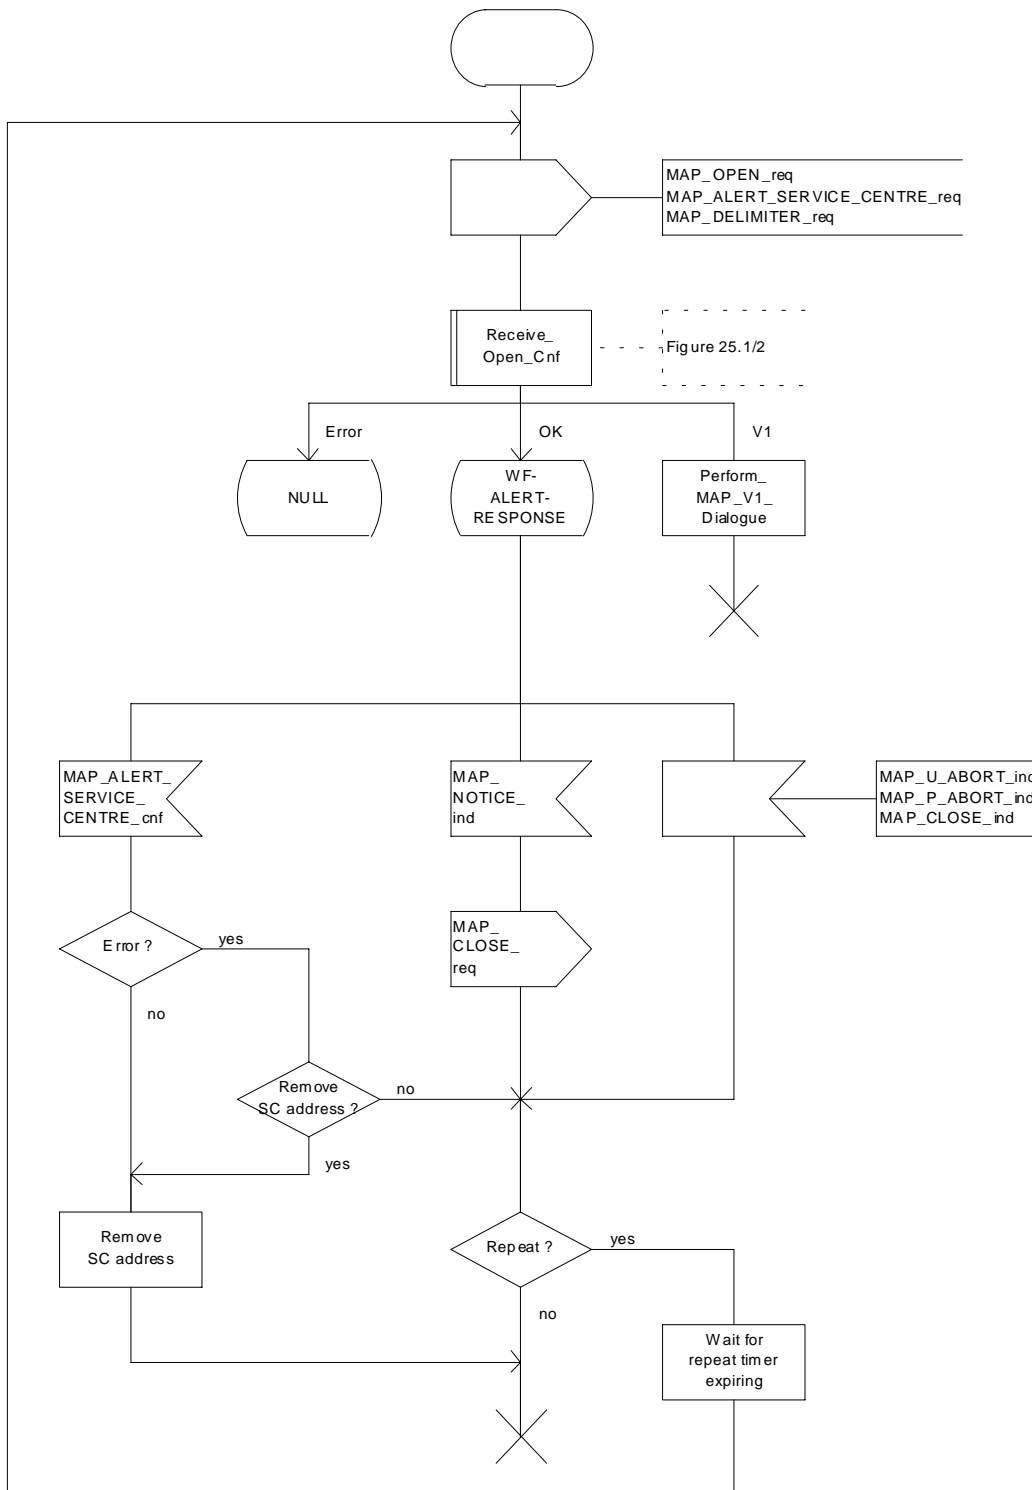 MAP_OPEN_req
MAP_ALERT_SERVICE_CENTRE_req
MAP_DELIMITER_req
Receive_
Open_Cnf
Figure 25.1/2
Error
OK
V1
NULL
WF-
ALERT-
RESPONSE
Perform_
MAP_V1_
Dialogue
MAP_ALERT_
SERVICE_
CENTRE_cnf
MAP_
NOTICE_
ind
MAP_U_ABORT_ind
MAP_P_ABORT_ind
MAP_CLOSE_ind
Error ?
yes
MAP_
CLOSE_
req
no
Remove
SC address ?
no
yes
Remove
SC address
Repeat ?
yes
no
Wait for
repeat timer
expiring